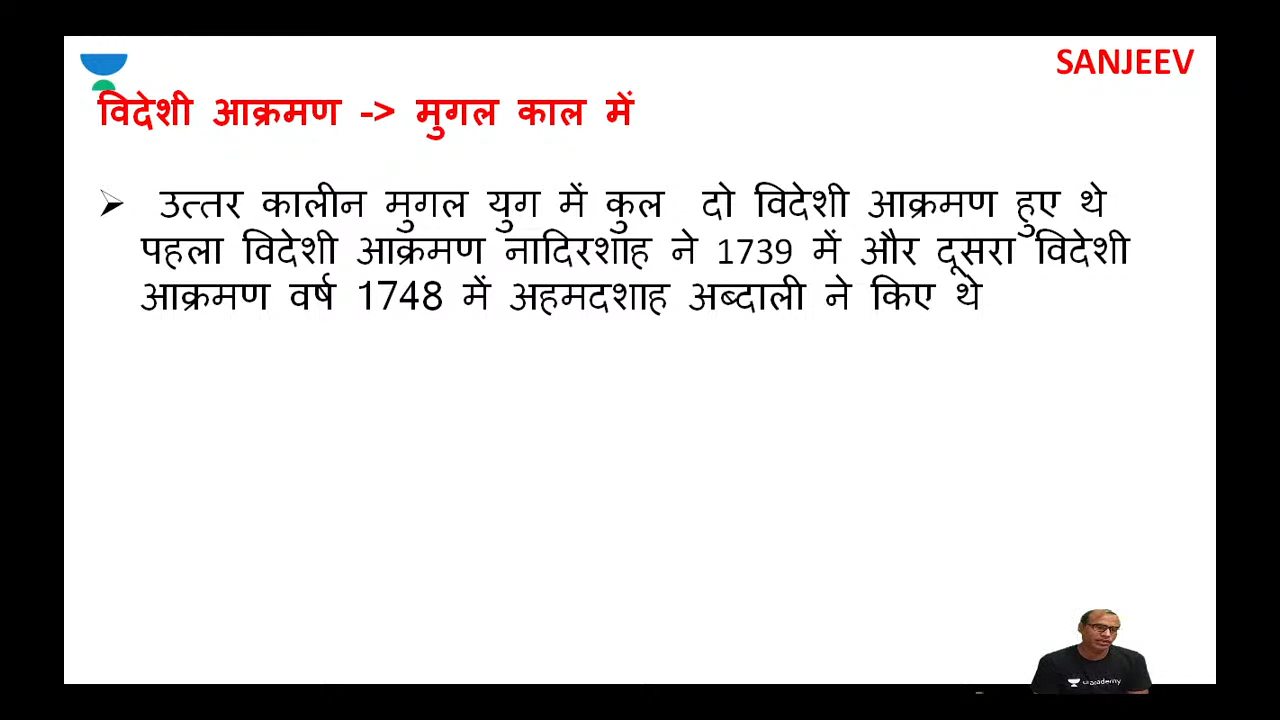 SANJEEV
विदेशी आक्रमण -> मुगल काल में
उत्तर कालीन मुगल युग में कुल दो विदेशी आक्रमण हुए थे
पहला विदेशी आक्रमण नादिरशाह ने 1739 में और दूसरा विदेशी
आक्रमण वर्ष 1748 में अहमदशाह अब्दाली ने किए थे
unacademy